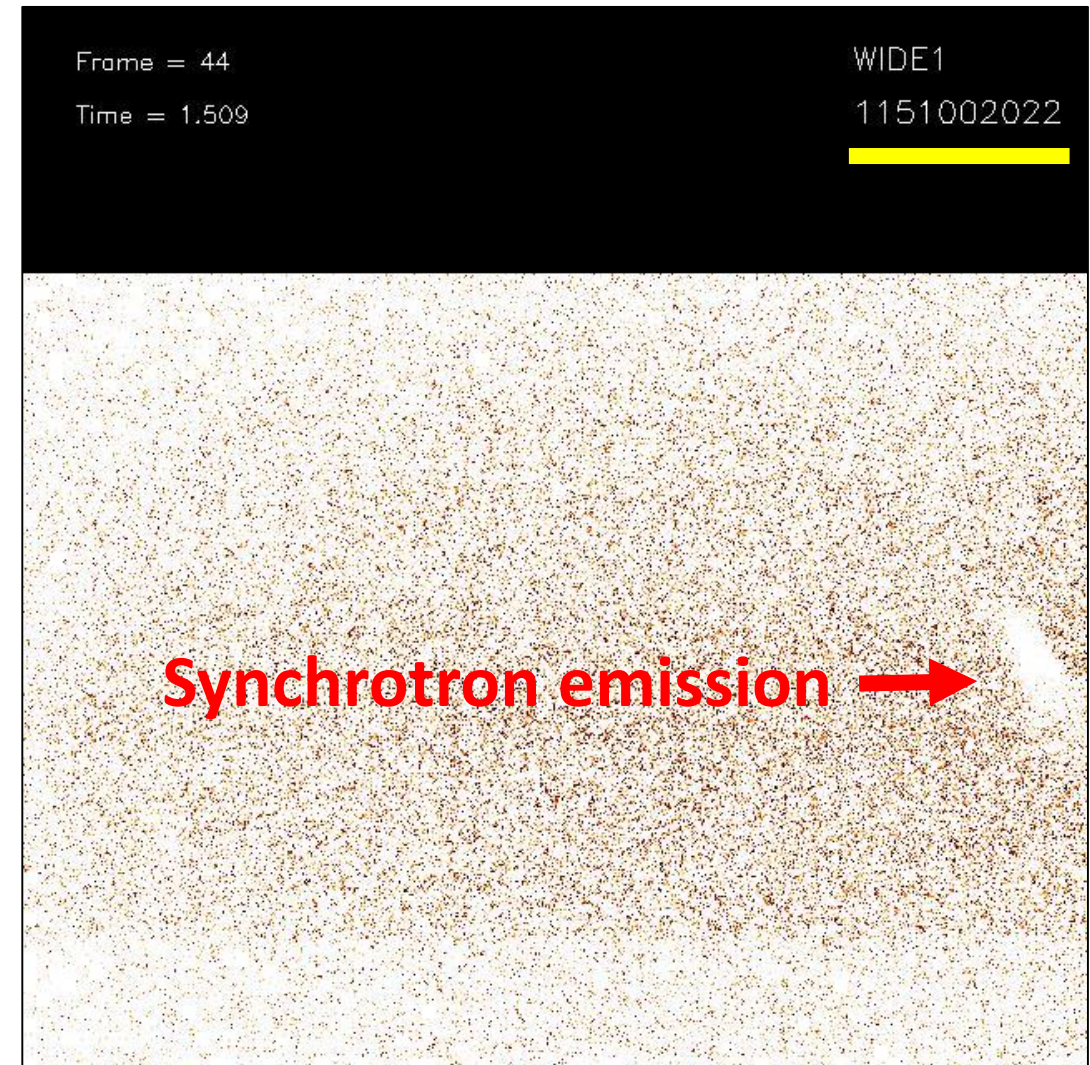 Frame = 44
WIDE1
Time = 1.509
1151002022
Synchrotron emission